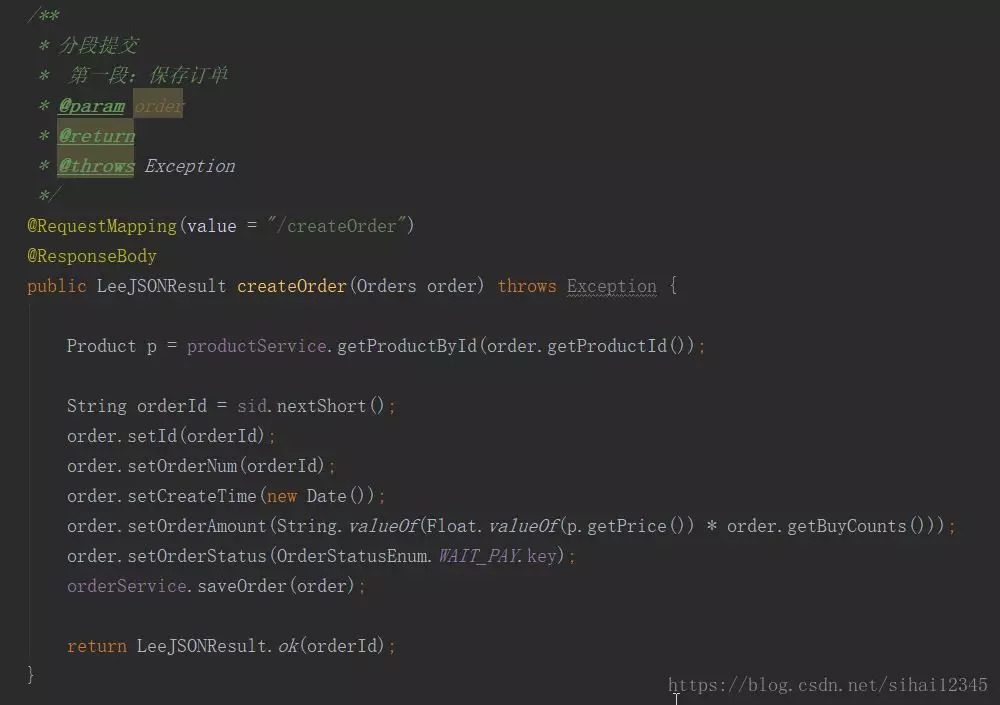 /**
 * 分段提交
 *  第一段：保存订单
 * @param order
 * @return
 * @throws Exception
 */
@RequestMapping(value = "/createOrder")
@ResponseBody
public LeeJSONResult createOrder(Orders order) throws Exception {
    Product p = productService.getProductById(order.getProductId());
    String orderId = sid.nextShort();
    order.setId(orderId);
    order.setOrderNum(orderId);
    order.setCreateTime(new Date());
    order.setOrderAmount(String.valueOf(Float.valueOf(p.getPrice()) * order.getBuyCounts()));
    order.setOrderStatus(OrderStatusEnum.WAIT_PAY.key);
    orderService.saveOrder(order);
    return LeeJSONResult.ok(orderId);
}
https://blog.csdn.net/sihai12345